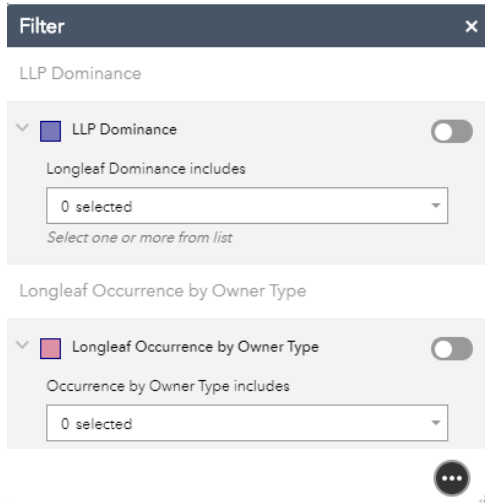 Filter
LLP Dominance
LLP Dominance
Longleaf Dominance includes
0 selected
Select one or more from list
Longleaf Occurrence by Owner Type
Longleaf Occurrence by Owner Type
Occurrence by Owner Type includes
0 selected